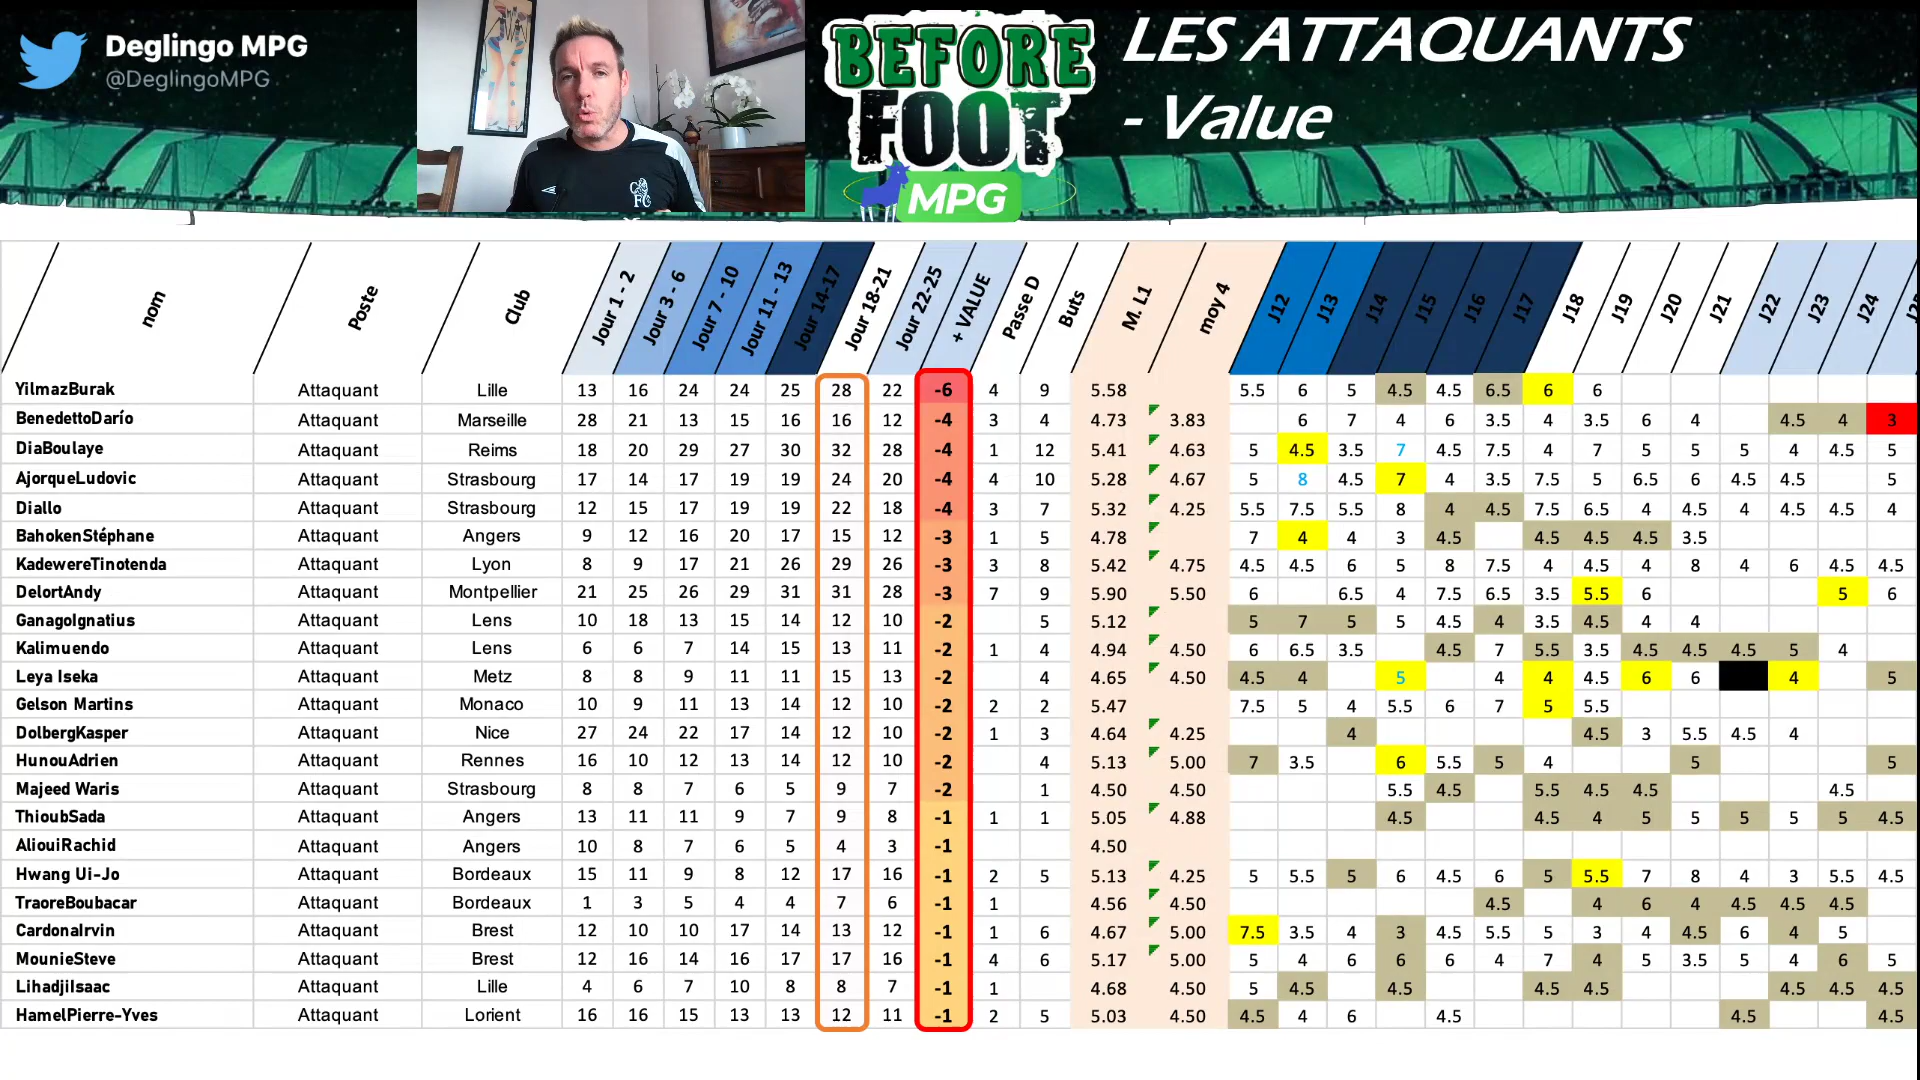 Deglingo MPG
@DeglingoMPG
BEFORE
FOOT
MPG
LES ATTAQUANTS
- Value
nom Poste Club Jour 1 - 2 Jour 3 - 6 Jour 7 - 10 Jour 11 - 13 Jour 14-17 Jour 18-21 Jour 22-25 + VALUE Passe D Buts M. L1 moy 4 J12 J13 J14 J15 J16 J17 J18 J19 J20 J21 J22 J23 J24
YilmazBurak Attaquant Lille 13 16 24 24 25 28 22 -6 4 9 5.58 5.5 6 5 4.5 4.5 6.5 6 6
BenedettoDarío Attaquant Marseille 28 21 13 15 16 16 12 -4 3 4 4.73 3.83 6 7 4 6 3.5 4 3.5 6 4 4.5 4 3
DiaBoulaye Attaquant Reims 18 20 29 27 30 32 28 -4 1 12 5.41 4.63 5 4.5 3.5 7 4.5 7.5 4 7 5 5 5 4 4.5 5
AjorqueLudovic Attaquant Strasbourg 17 14 17 19 19 24 20 -4 4 10 5.28 4.67 5 8 4.5 7 4 3.5 7.5 5 6.5 6 4.5 4.5 5
Diallo Attaquant Strasbourg 12 15 17 19 19 22 18 -4 3 7 5.32 4.25 5.5 7.5 5.5 8 4 4.5 7.5 6.5 4 4.5 4 4.5 4.5 4
BahokenStéphane Attaquant Angers 9 12 16 20 17 15 12 -3 1 5 4.78 7 4 4 3 4.5 4.5 4.5 4.5 3.5
KadewereTinotenda Attaquant Lyon 8 9 17 21 26 29 26 -3 3 8 5.42 4.75 4.5 4.5 6 5 8 7.5 4 4.5 4 8 4 6 4.5 4.5
DelortAndy Attaquant Montpellier 21 25 26 29 31 31 28 -3 7 9 5.90 5.50 6 6.5 4 7.5 6.5 3.5 5.5 6 5 6
GanagoIgnatius Attaquant Lens 10 18 13 15 14 12 10 -2 5 5.12 5 7 5 5 4.5 4 3.5 4.5 4 4
Kalimuendo Attaquant Lens 6 6 7 14 15 13 11 -2 1 4 4.94 4.50 6 6.5 3.5 4.5 7 5.5 3.5 4.5 4.5 4.5 5 4
Leya Iseka Attaquant Metz 8 8 9 11 11 15 13 -2 4 4.65 4.50 4.5 4 5 4 4 4.5 6 6 4 5
Gelson Martins Attaquant Monaco 10 9 11 13 14 12 10 -2 2 2 5.47 7.5 5 4 5.5 6 7 5 5.5
DolbergKasper Attaquant Nice 27 24 22 17 14 12 10 -2 1 3 4.64 4.25 4 4.5 3 5.5 4.5 4
HunouAdrien Attaquant Rennes 16 10 12 13 14 12 10 -2 4 5.13 5.00 7 3.5 6 5.5 5 4 5 5
Majeed Waris Attaquant Strasbourg 8 8 7 6 5 9 7 -2 1 4.50 4.50 5.5 4.5 5.5 4.5 4.5 4.5
ThioubSada Attaquant Angers 13 11 11 9 7 9 8 -1 1 1 5.05 4.88 4.5 4.5 4 5 5 5 5 5 4.5
AliouiRachid Attaquant Angers 10 8 7 6 5 4 3 -1 4.50
Hwang Ui-Jo Attaquant Bordeaux 15 11 9 8 12 17 16 -1 2 5 5.13 4.25 5 5.5 5 6 4.5 6 5 5.5 7 8 4 3 5.5 4.5
TraoreBoubacar Attaquant Bordeaux 1 3 5 4 4 7 6 -1 1 4.56 4.50 4.5 4 6 4 4.5 4.5 4.5
CardonaIrvin Attaquant Brest 12 10 10 17 14 13 12 -1 1 6 4.67 5.00 7.5 3.5 4 3 4.5 5.5 5 3 4 4.5 6 4 5
MounieSteve Attaquant Brest 12 16 14 16 17 17 16 -1 4 6 5.17 5.00 5 4 6 6 6 4 7 4 5 3.5 5 4 6 5
LihadjiIsaac Attaquant Lille 4 6 7 10 8 8 7 -1 1 4.68 4.50 5 4.5 4.5 4.5 4.5 4.5 4.5 4.5
HamelPierre-Yves Attaquant Lorient 16 16 15 13 13 12 11 -1 2 5 5.03 4.50 4.5 4 6 4.5 4.5 4.5